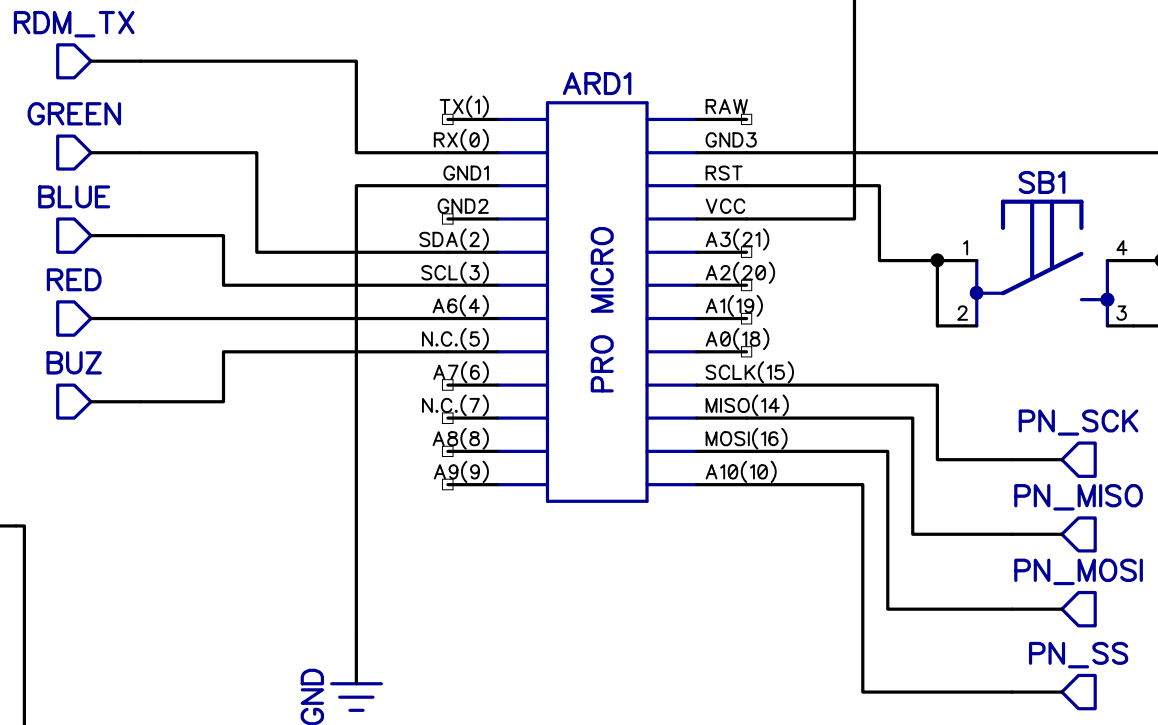 RDM_TX
GREEN
BLUE
RED
BUZ
ARD1
TX(1)
RX(0)
GND1
GND2
SDA(2)
SCL(3)
A6(4)
N.C.(5)
A7(6)
N.C.(7)
A8(8)
A9(9)
PRO MICRO
RAW
GND3
RST
VCC
A3(21)
A2(20)
A1(19)
A0(18)
SCLK(15)
MISO(14)
MOSI(16)
A10(10)
SB1
1
2
4
3
PN_SCK
PN_MISO
PN_MOSI
PN_SS
GND